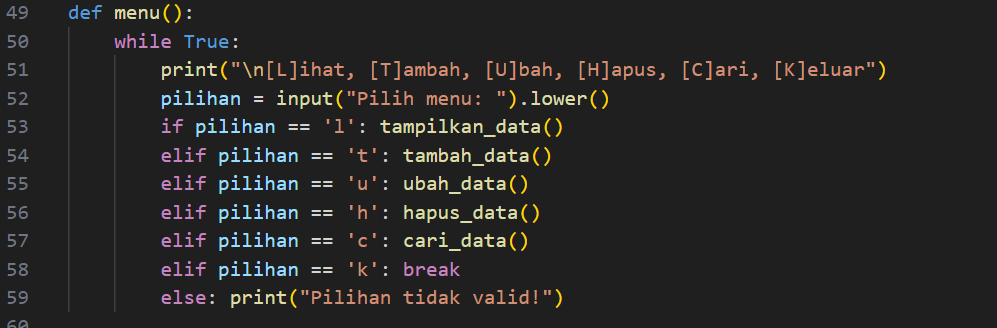 49 def menu():
50     while True:
51         print("\n[L]ihat, [T]ambah, [U]bah, [H]apus, [C]ari, [K]eluar")
52         pilihan = input("Pilih menu: ").lower()
53         if pilihan == 'l': tampilkan_data()
54         elif pilihan == 't': tambah_data()
55         elif pilihan == 'u': ubah_data()
56         elif pilihan == 'h': hapus_data()
57         elif pilihan == 'c': cari_data()
58         elif pilihan == 'k': break
59         else: print("Pilihan tidak valid!")
60